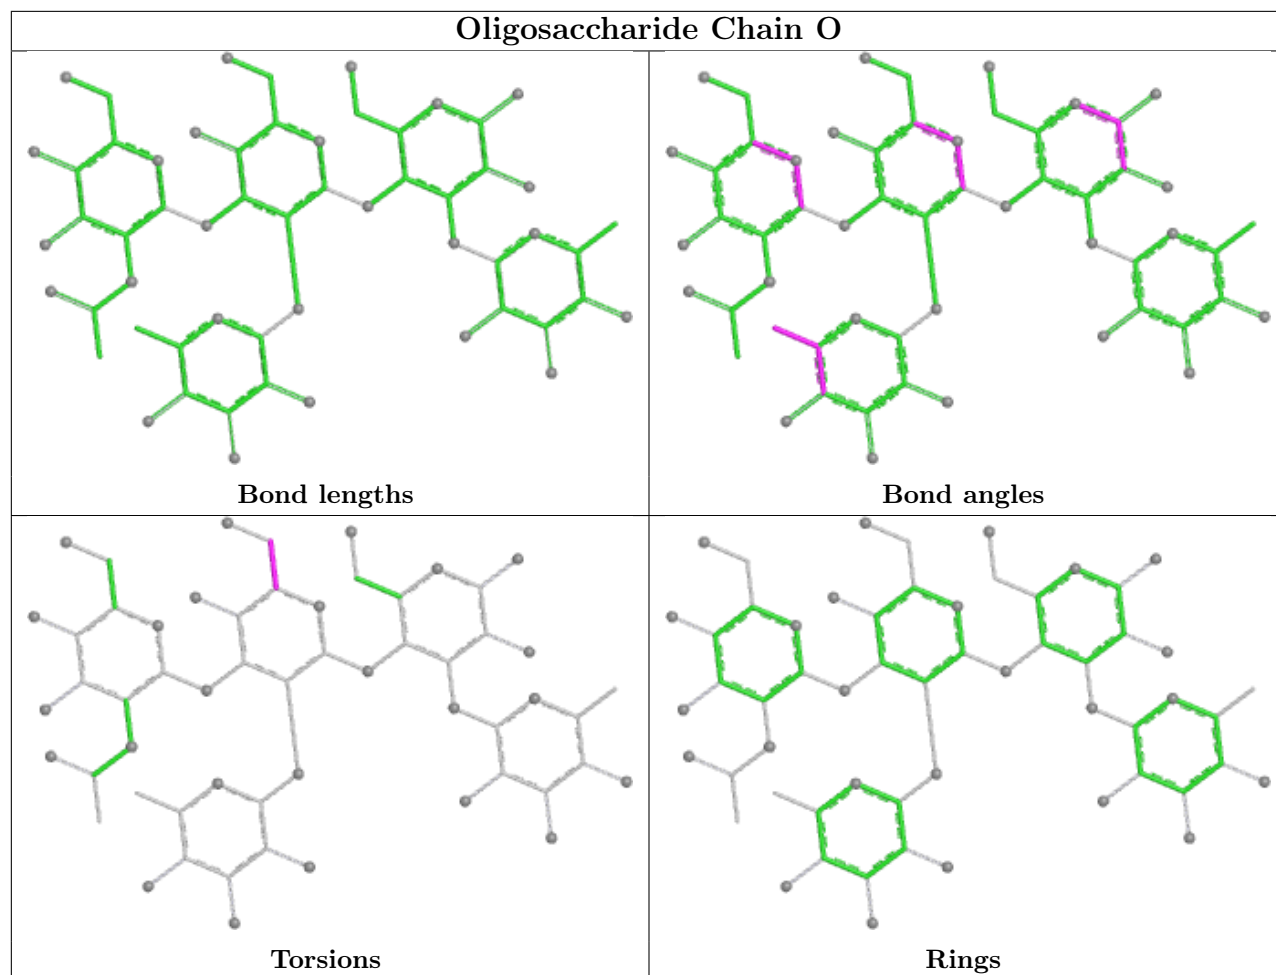 Oligosaccharide Chain O
Bond lengths
Bond angles
Torsions
Rings